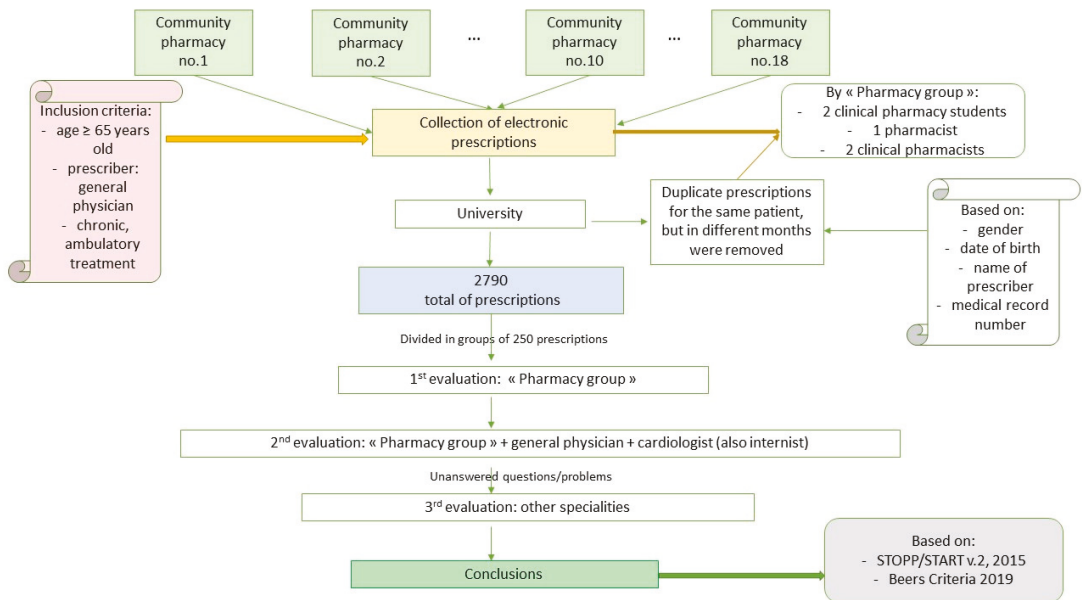 Community
pharmacy
no.1
Community
pharmacy
no.2
...
Community
pharmacy
no.10
...
Community
pharmacy
no.18
Inclusion criteria:
- age ≥ 65 years
old
- prescriber:
general
physician
- chronic,
ambulatory
treatment
Collection of electronic
prescriptions
By « Pharmacy group »:
- 2 clinical pharmacy students
- 1 pharmacist
- 2 clinical pharmacists
University
Duplicate prescriptions
for the same patient,
but in different months
were removed
Based on:
- gender
- date of birth
- name of
prescriber
- medical record
number
2790
total of prescriptions
Divided in groups of 250 prescriptions
1st evaluation: « Pharmacy group »
2nd evaluation: « Pharmacy group » + general physician + cardiologist (also internist)
Unanswered questions/problems
3rd evaluation: other specialities
Conclusions
Based on:
- STOPP/START v.2, 2015
- Beers Criteria 2019